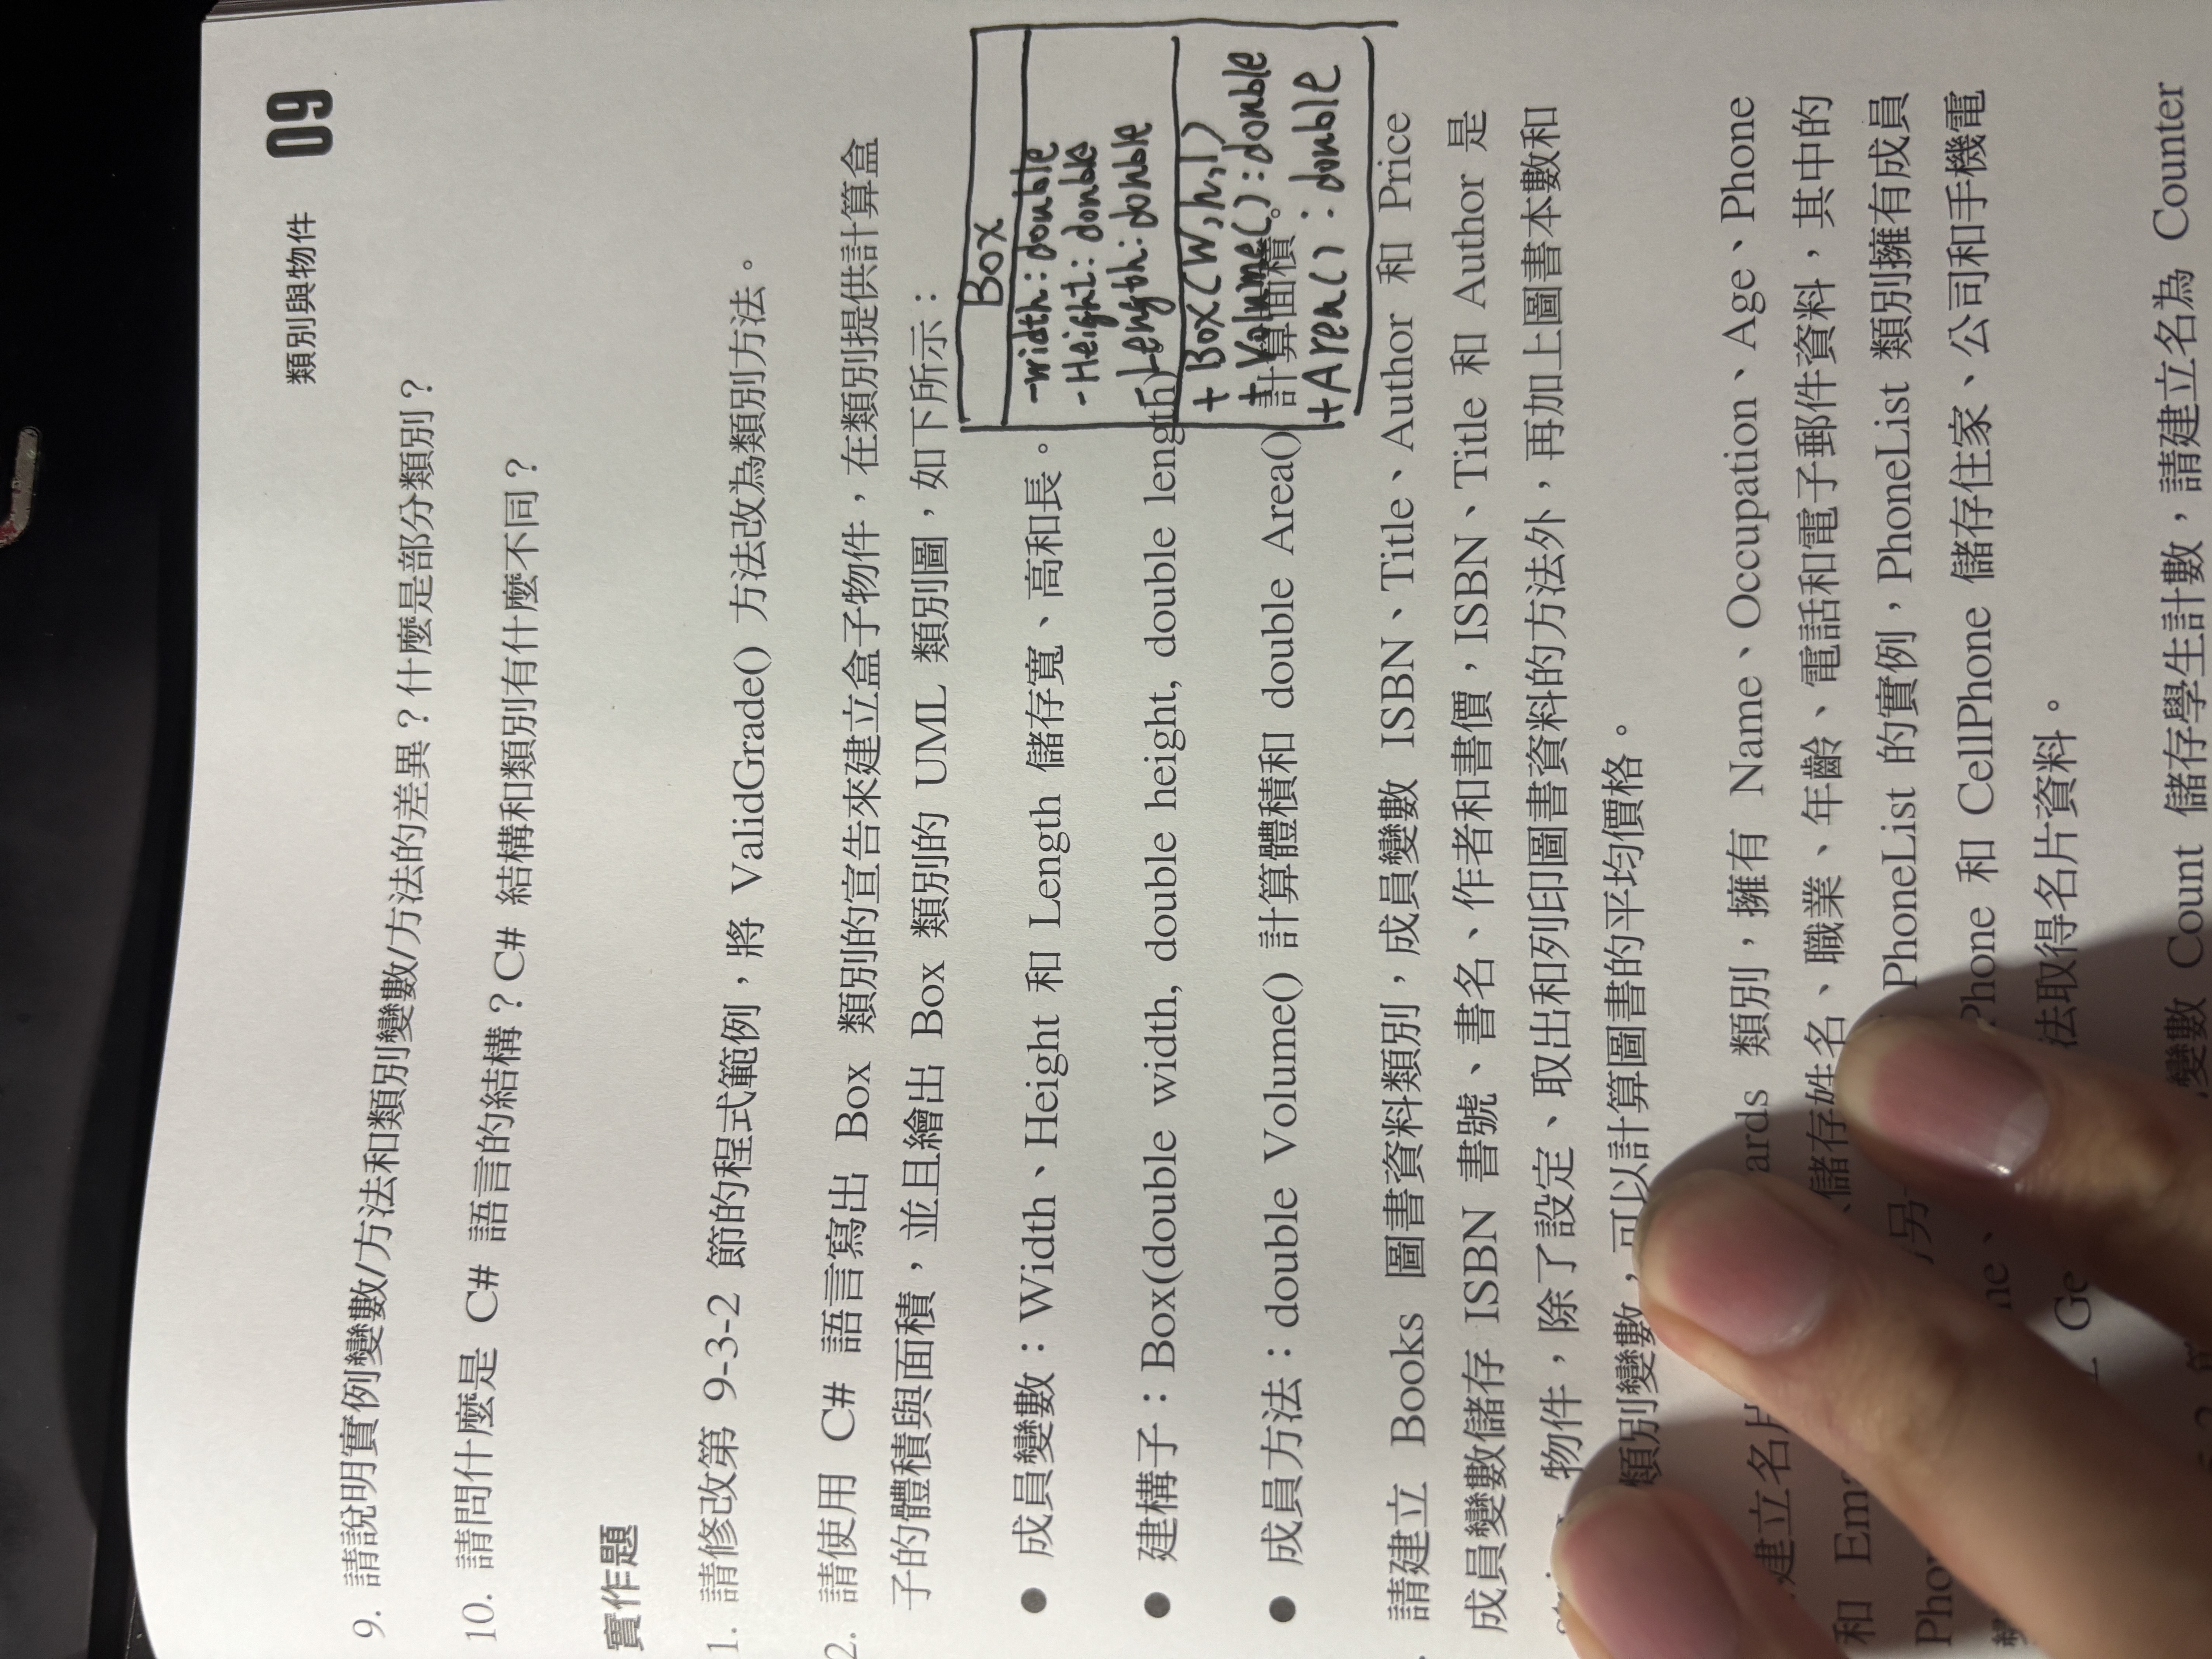 類別與物件 09
9. 請說明實例變數/方法和類別變數/方法的差異？什麼是部分類別？
10. 請問什麼是 C# 語言的結構？C# 結構和類別有什麼不同？
實作題
1. 請修改第 9-3-2 節的程式範例，將 ValidGrade() 方法改為類別方法。
2. 請使用 C# 語言寫出 Box 類別的宣告來建立盒子物件，在類別提供計算盒
子的體積與面積，並且繪出 Box 類別的 UML 類別圖，如下所示：
● 成員變數：Width、Height 和 Length 儲存寬、高和長。
● 建構子：Box(double width, double height, double length)。
● 成員方法：double Volume() 計算體積和 double Area() 計算面積。
Box
-width: double
-Height: double
-Length: double
+ Box(W,h,l)
+ Volume(): double
+Area() : double
請建立 Books 圖書資料類別，成員變數 ISBN、Title、Author 和 Price
成員變數儲存 ISBN 書號、書名、作者和書價，ISBN、Title 和 Author 是
物件，除了設定、取出和列印圖書資料的方法外，再加上圖書本數和
類別變數，可以計算圖書的平均價格。
建立名片 ards 類別，擁有 Name、Occupation、Age、Phone
和 Ema 儲存姓名、職業、年齡、電話和電子郵件資料，其中的
Pho 另 PhoneList 的實例，PhoneList 類別擁有成員
ne、 Phone 和 CellPhone 儲存住家、公司和手機電
Ge 法取得名片資料。
變數 Count 儲存學生計數，請建立名為 Counter